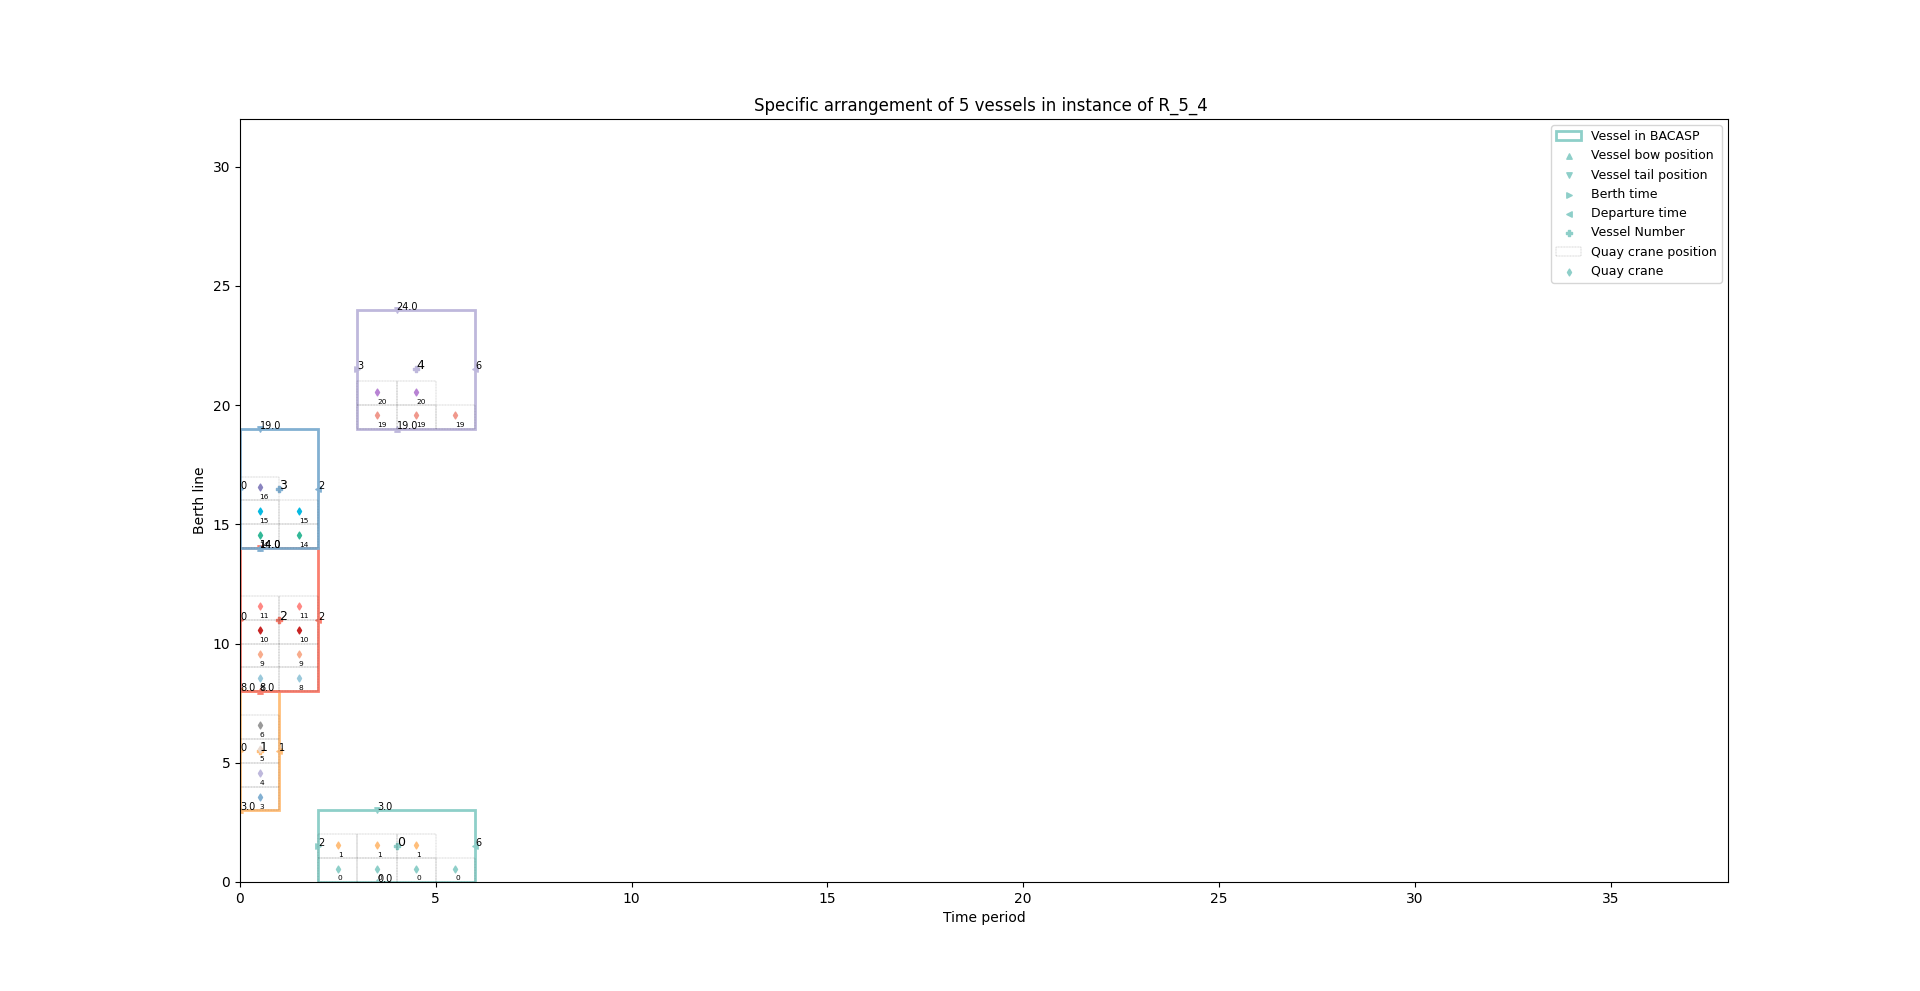 Specific arrangement of 5 vessels in instance of R_5_4
Vessel in BACASP
Vessel bow position
Vessel tail position
Berth time
Departure time
Vessel Number
Quay crane position
Quay crane
30
25
20
15
10
5
0
Berth line
24.0
3 4 6
20 20
19 19.0 19 19
19.0
0 3 2
16
15 15
14.0 14
11 11
0 2 2
10 10
9 9
8.0 8.0 8
6
0 1 1
5
4
3.0 3
3.0
2 0 6
1 1 1
0 0.0 0 0
0 5 10 15 20 25 30 35
Time period